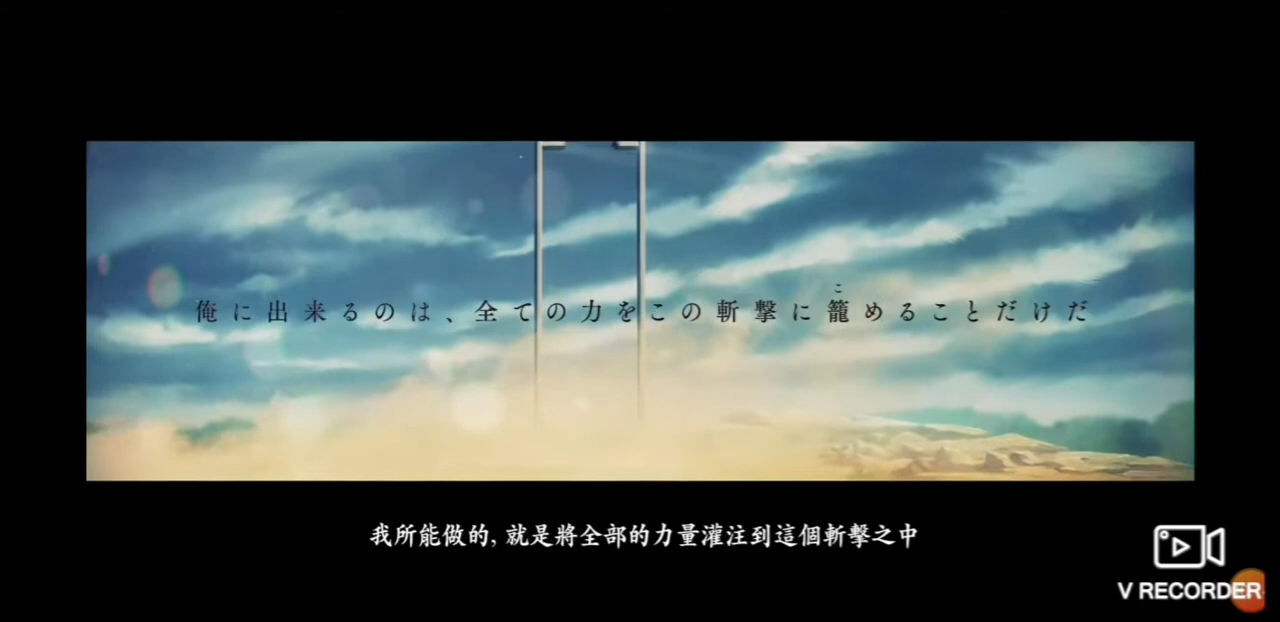 こ
俺に出来るのは、全ての力をこの斬撃に籠めることだけだ
我所能做的,就是將全部的力量灌注到這個斬擊之中
V RECORDER